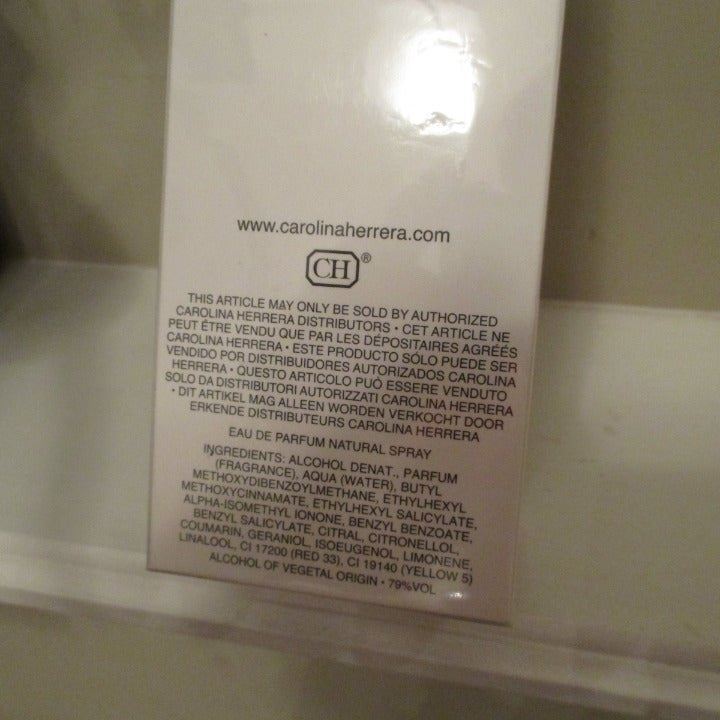 www.carolinaherrera.com
CH®
THIS ARTICLE MAY ONLY BE SOLD BY AUTHORIZED
CAROLINA HERRERA DISTRIBUTORS • CET ARTICLE NE
PEUT ÊTRE VENDU QUE PAR LES DÉPOSITAIRES AGRÉÉS
CAROLINA HERRERA • ESTE PRODUCTO SÓLO PUEDE SER
VENDIDO POR DISTRIBUIDORES AUTORIZADOS CAROLINA
HERRERA • QUESTO ARTICOLO PUÒ ESSERE VENDUTO
SOLO DA DISTRIBUTORI AUTORIZZATI CAROLINA HERRERA
• DIT ARTIKEL MAG ALLEEN WORDEN VERKOCHT DOOR
ERKENDE DISTRIBUTEURS CAROLINA HERRERA
EAU DE PARFUM NATURAL SPRAY
INGREDIENTS: ALCOHOL DENAT., PARFUM
(FRAGRANCE), AQUA (WATER), BUTYL
METHOXYDIBENZOYLMETHANE, ETHYLHEXYL
METHOXYCINNAMATE, ETHYLHEXYL SALICYLATE,
ALPHA-ISOMETHYL IONONE, BENZYL BENZOATE,
BENZYL SALICYLATE, CITRAL, CITRONELLOL,
COUMARIN, GERANIOL, ISOEUGENOL, LIMONENE,
LINALOOL, CI 17200 (RED 33), CI 19140 (YELLOW 5)
ALCOHOL OF VEGETAL ORIGIN • 79%VOL